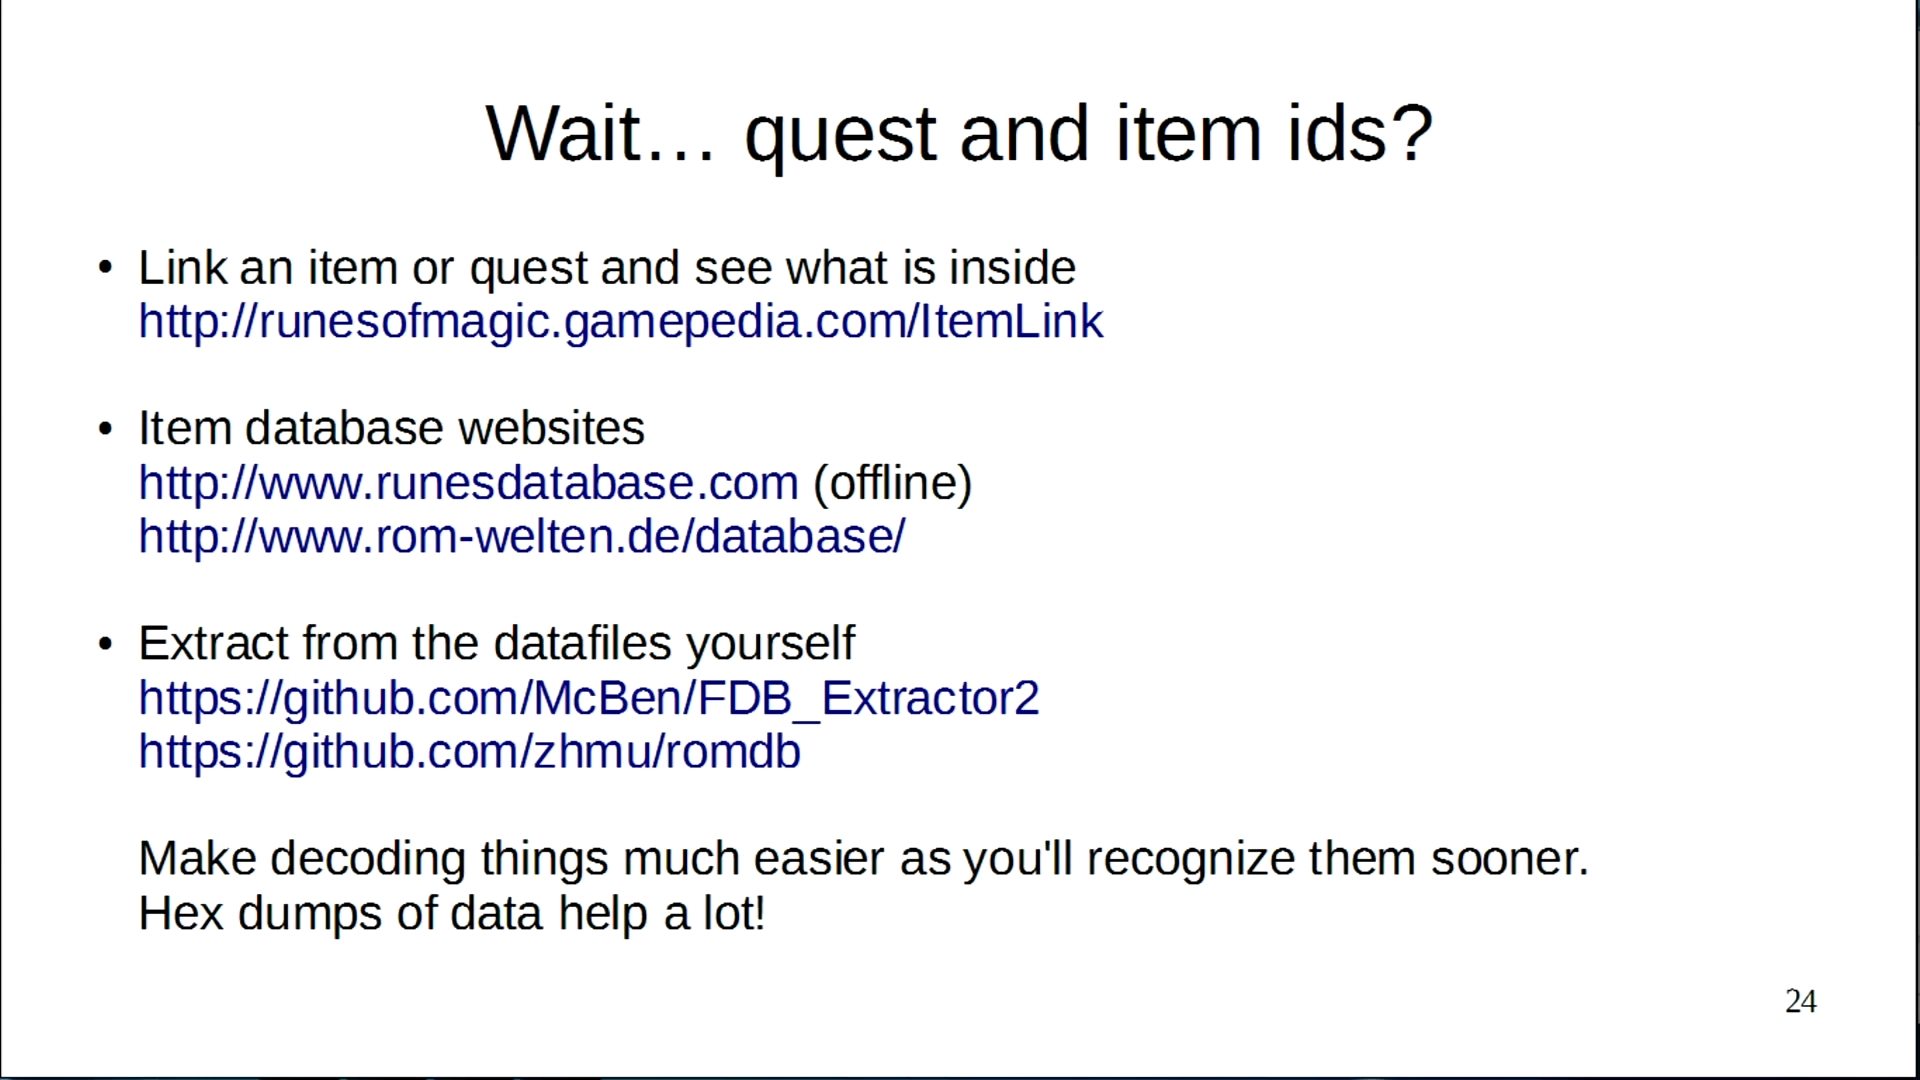 Wait… quest and item ids?
• Link an item or quest and see what is inside
http://runesofmagic.gamepedia.com/ItemLink
• Item database websites
http://www.runesdatabase.com (offline)
http://www.rom-welten.de/database/
• Extract from the datafiles yourself
https://github.com/McBen/FDB_Extractor2
https://github.com/zhmu/romdb
Make decoding things much easier as you'll recognize them sooner.
Hex dumps of data help a lot!
24